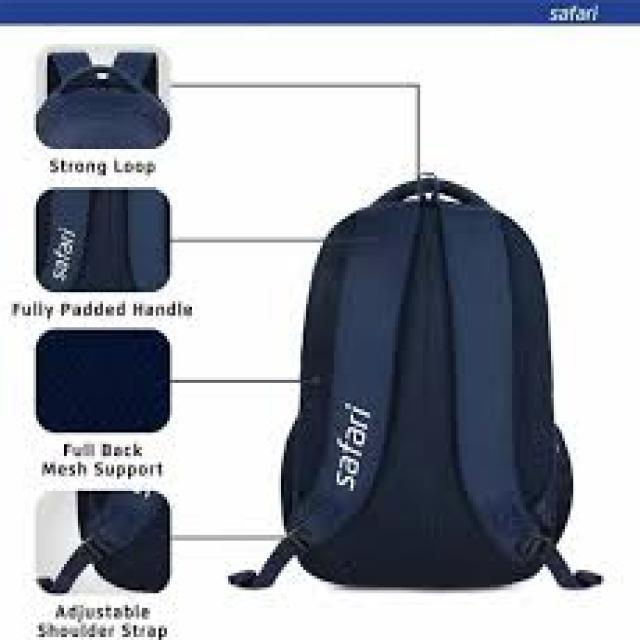 safari
Strong Loop
safari
Fully Padded Handle
Full Back
Mesh Support
safari
Adjustable
Shoulder Strap